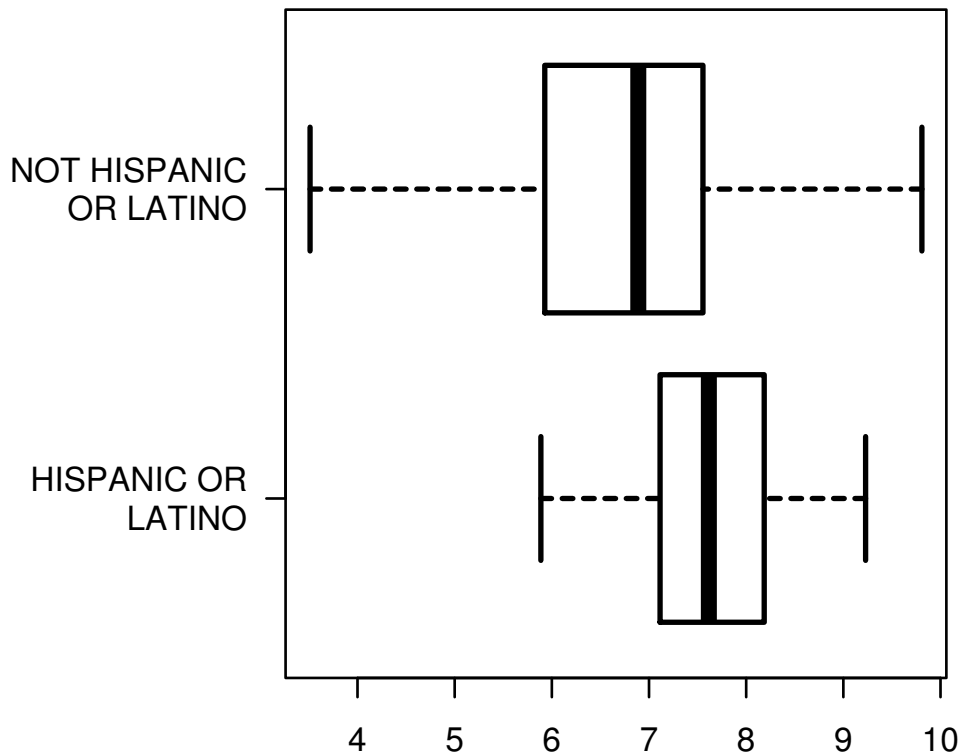 NOT HISPANIC
OR LATINO
HISPANIC OR
LATINO
4 5 6 7 8 9 10